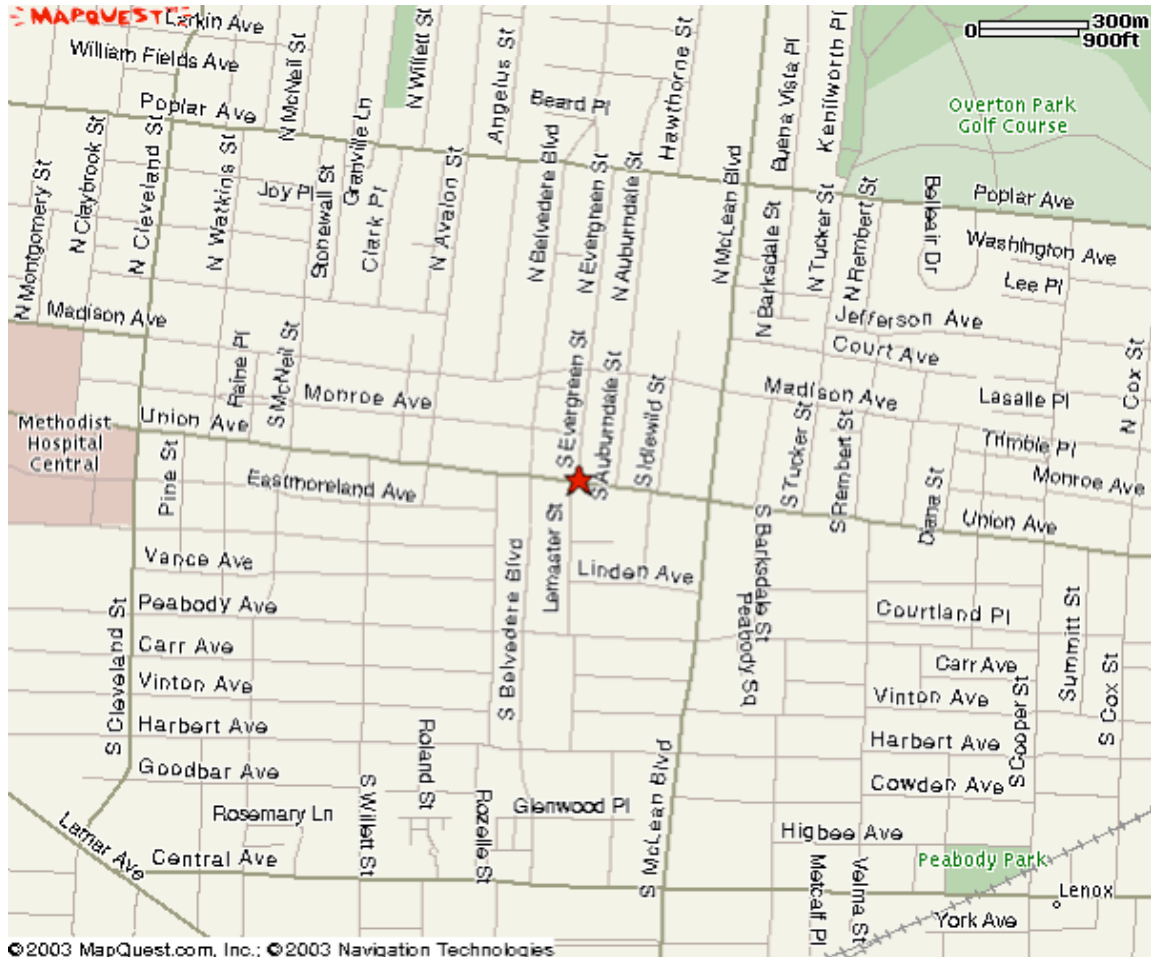 MAPQUEST
Larkin Ave
William Fields Ave
N McNeil St
N Willett St
Angelus St
Hawthorne St
Buena Vista Pl
Kenilworth Pl
0 300m
900ft
Overton Park
Golf Course
Poplar Ave
Granville Ln
Beard Pl
N Montgomery St
N Claybrook St
N Cleveland St
N Watkins St
Joy Pl
Stonewall St
Clark Pl
N Avalon St
N Belvedere Blvd
N Evergreen St
N Auburndale St
N McLean Blvd
N Barksdale St
N Tucker St
N Rembert St
Belleair Dr
Poplar Ave
Washington Ave
Lee Pl
Madison Ave
Raine Pl
S McNeil St
Monroe Ave
S Evergreen St
S Auburndale St
S Idlewild St
Jefferson Ave
Court Ave
Madison Ave
Lasalle Pl
N Cox St
Methodist
Hospital
Central
Union Ave
Pine St
Eastmoreland Ave
S Tucker St
S Rembert St
Diana St
Trimble Pl
Monroe Ave
Union Ave
Vance Ave
Lemaster St
Linden Ave
S Barksdale St
Peabody Sq
S Cleveland St
Peabody Ave
Carr Ave
Vinton Ave
Harbert Ave
Goodbar Ave
S Belvedere Blvd
Courtland Pl
Carr Ave
Vinton Ave
Harbert Ave
Cowden Ave
S Cooper St
Summitt St
S Cox St
Rosemary Ln
S Willett St
Roland St
Rozelle St
Glenwood Pl
S McLean Blvd
Higbee Ave
Lamar Ave
Central Ave
Metcalf Pl
Velma St
Peabody Park
Lenox
York Ave
©2003 MapQuest.com, Inc.; ©2003 Navigation Technologies